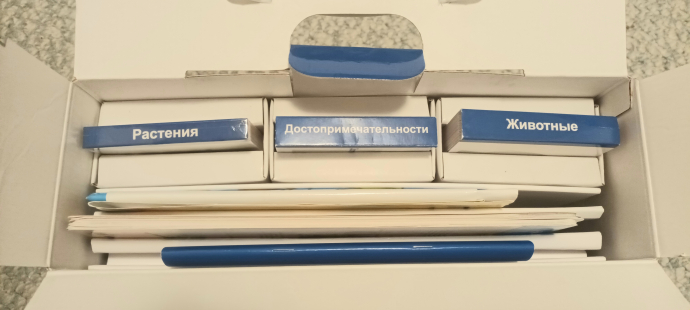 Растения
Достопримечательности
Животные